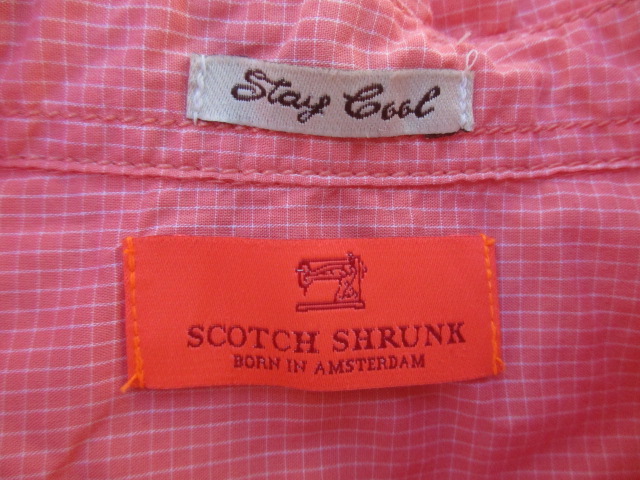 Stay Cool
SCOTCH SHRUNK
BORN IN AMSTERDAM